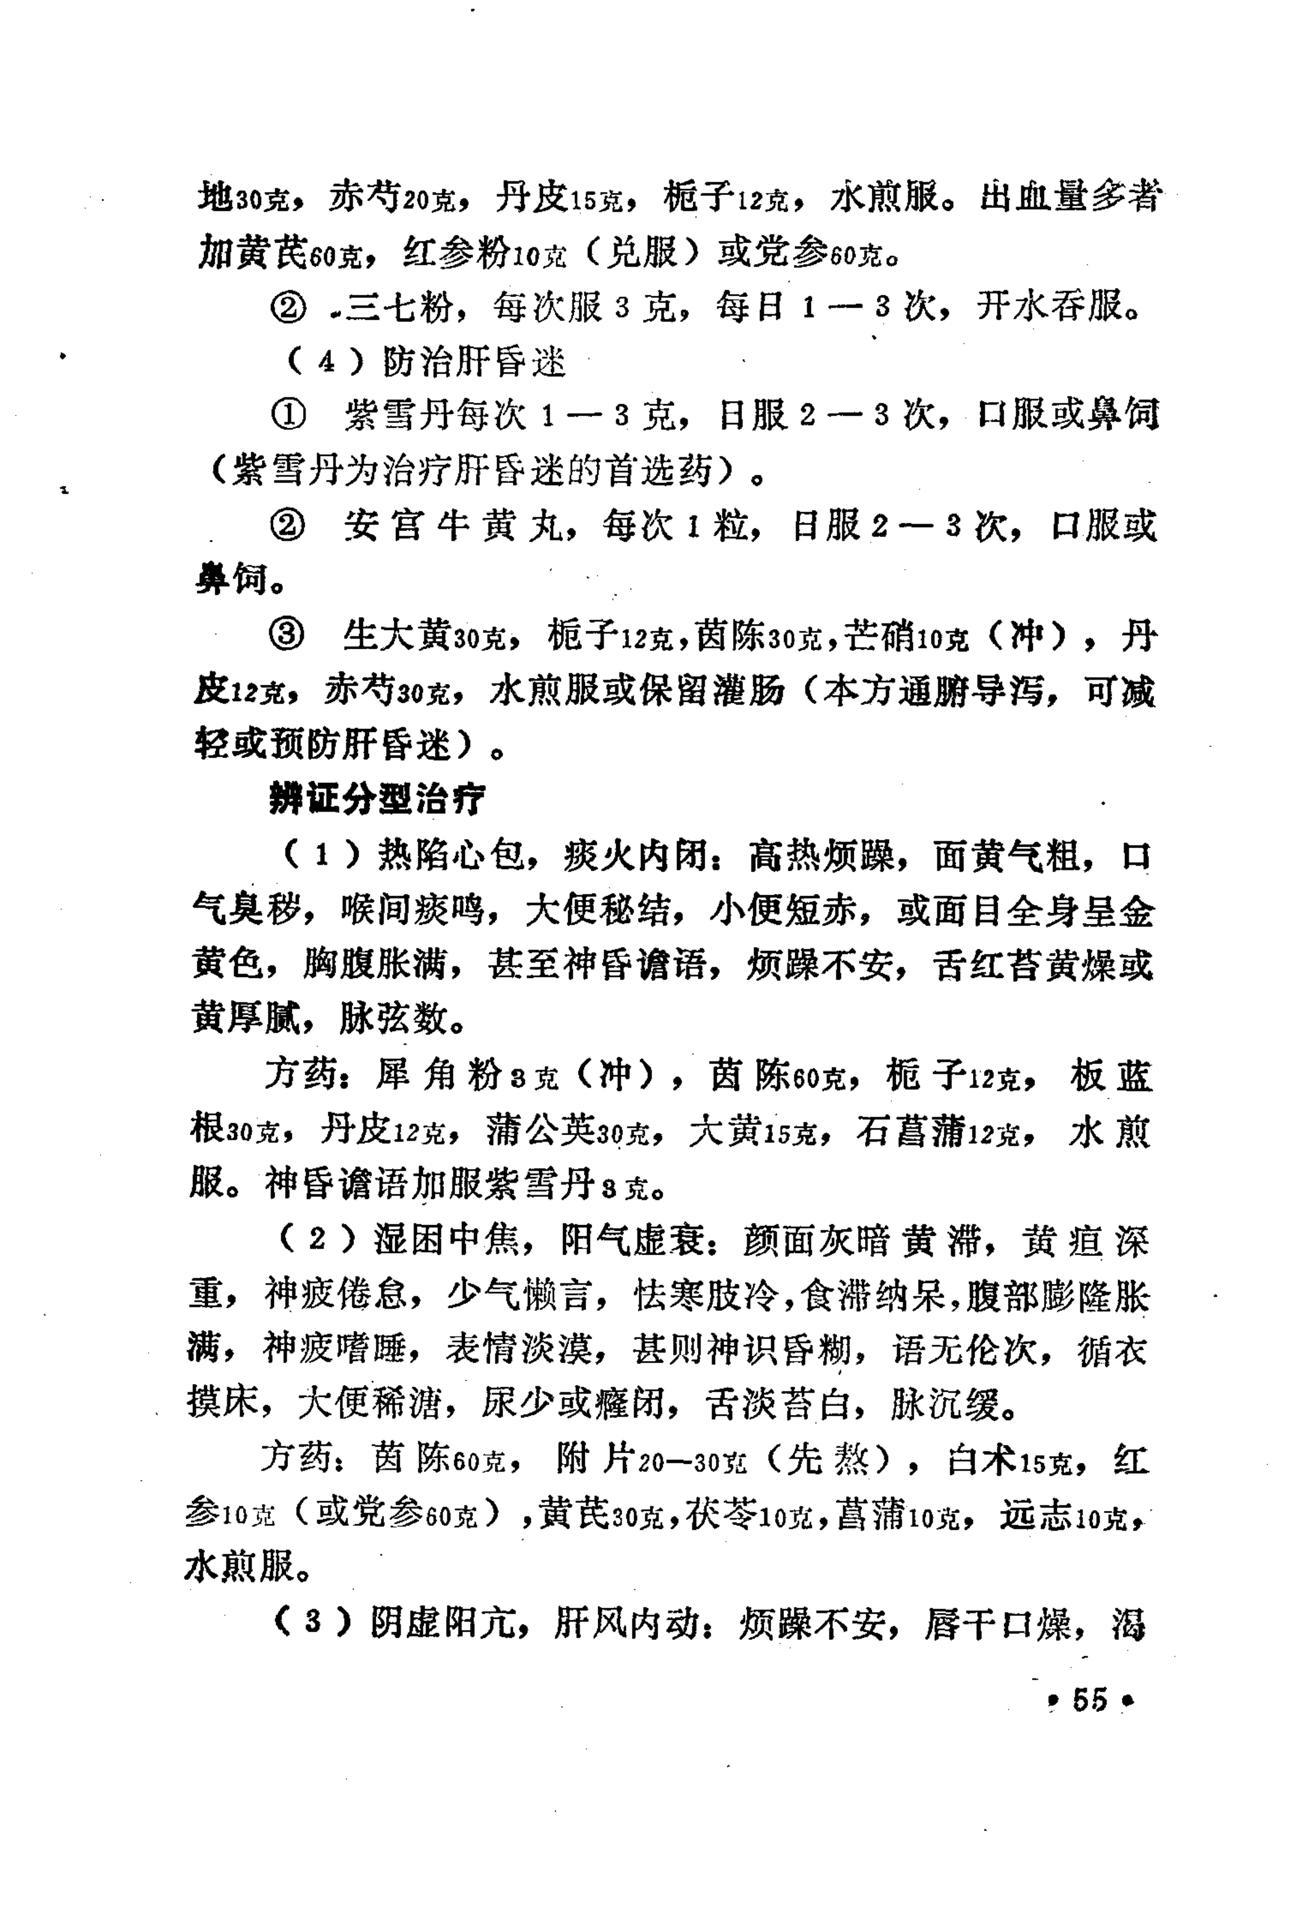 地30克，赤芍20克，丹皮15克，栀子12克，水煎服。出血量多者
加黄芪60克，红参粉10克（兑服）或党参60克。
② 三七粉，每次服3克，每日1—3次，开水吞服。
（4）防治肝昏迷
① 紫雪丹每次1—3克，日服2—3次，口服或鼻饲
（紫雪丹为治疗肝昏迷的首选药）。
② 安宫牛黄丸，每次1粒，日服2—3次，口服或
鼻饲。
③ 生大黄30克，栀子12克，茵陈30克，芒硝10克（冲），丹
皮12克，赤芍30克，水煎服或保留灌肠（本方通腑导泻，可减
轻或预防肝昏迷）。
辨证分型治疗
（1）热陷心包，痰火内闭：高热烦躁，面黄气粗，口
气臭秽，喉间痰鸣，大便秘结，小便短赤，或面目全身呈金
黄色，胸腹胀满，甚至神昏谵语，烦躁不安，舌红苔黄燥或
黄厚腻，脉弦数。
方药：犀角粉3克（冲），茵陈60克，栀子12克，板蓝
根30克，丹皮12克，蒲公英30克，大黄15克，石菖蒲12克，水煎
服。神昏谵语加服紫雪丹3克。
（2）湿困中焦，阳气虚衰：颜面灰暗黄滞，黄疸深
重，神疲倦怠，少气懒言，怯寒肢冷，食滞纳呆，腹部膨隆胀
满，神疲嗜睡，表情淡漠，甚则神识昏糊，语无伦次，循衣
摸床，大便稀溏，尿少或癃闭，舌淡苔白，脉沉缓。
方药：茵陈60克，附片20—30克（先熬），白术15克，红
参10克（或党参60克），黄芪30克，茯苓10克，菖蒲10克，远志10克，
水煎服。
（3）阴虚阳亢，肝风内动：烦躁不安，唇干口燥，渴
•55•